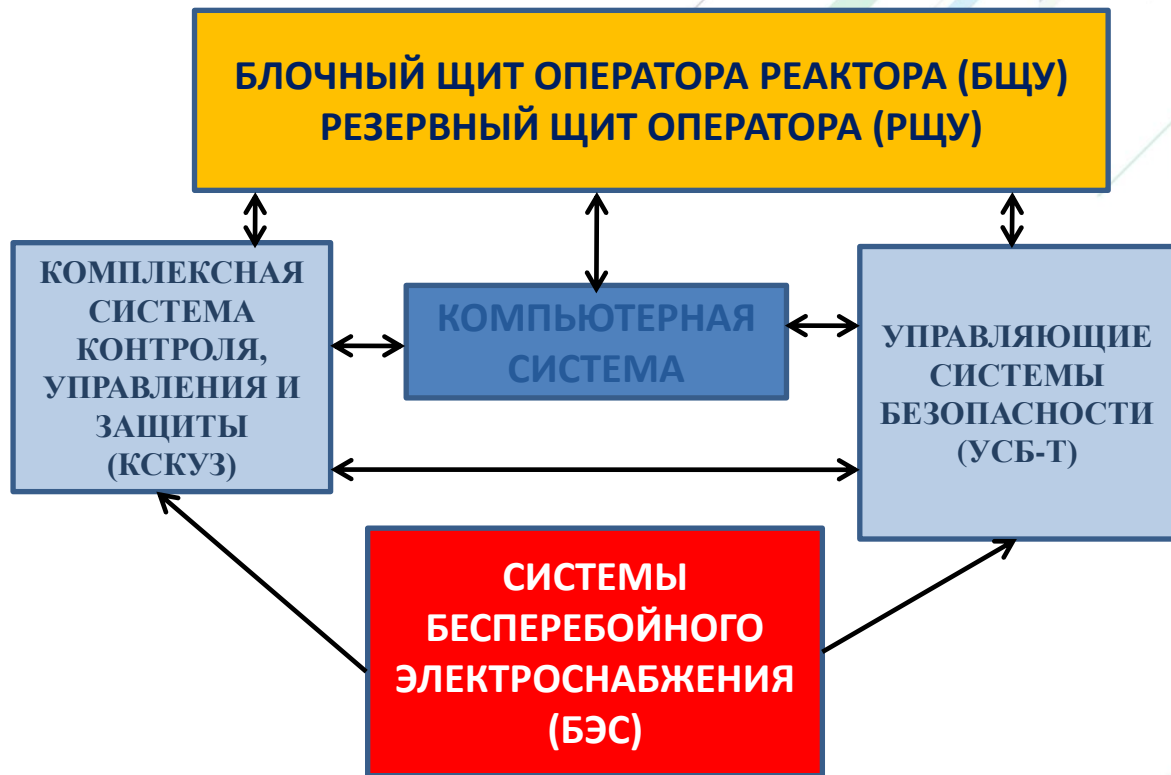 БЛОЧНЫЙ ЩИТ ОПЕРАТОРА РЕАКТОРА (БЩУ)
РЕЗЕРВНЫЙ ЩИТ ОПЕРАТОРА (РЩУ)
КОМПЛЕКСНАЯ
СИСТЕМА
КОНТРОЛЯ,
УПРАВЛЕНИЯ И
ЗАЩИТЫ
(КСКУЗ)
КОМПЬЮТЕРНАЯ
СИСТЕМА
УПРАВЛЯЮЩИЕ
СИСТЕМЫ
БЕЗОПАСНОСТИ
(УСБ-Т)
СИСТЕМЫ
БЕСПЕРЕБОЙНОГО
ЭЛЕКТРОСНАБЖЕНИЯ
(БЭС)